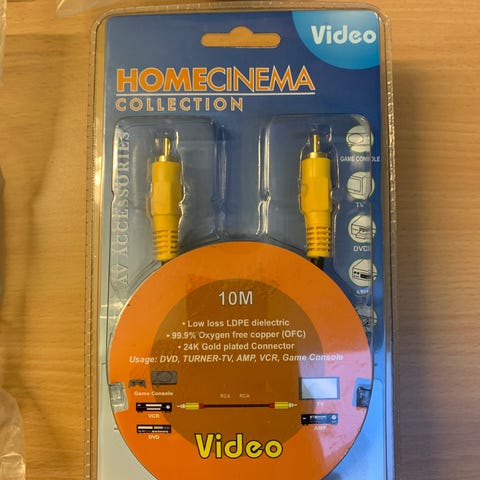 Video
HOMECINEMA
COLLECTION
AV ACCESSORIES
GAME CONSOLE
TV
10M
• Low loss LDPE dielectric
• 99.9% Oxygen free copper (OFC)
• 24K Gold plated Connector
Usage: DVD, TURNER-TV, AMP, VCR, Game Console
Game Console
RCA RCA
VCR
TV
DVD
AMP
Video